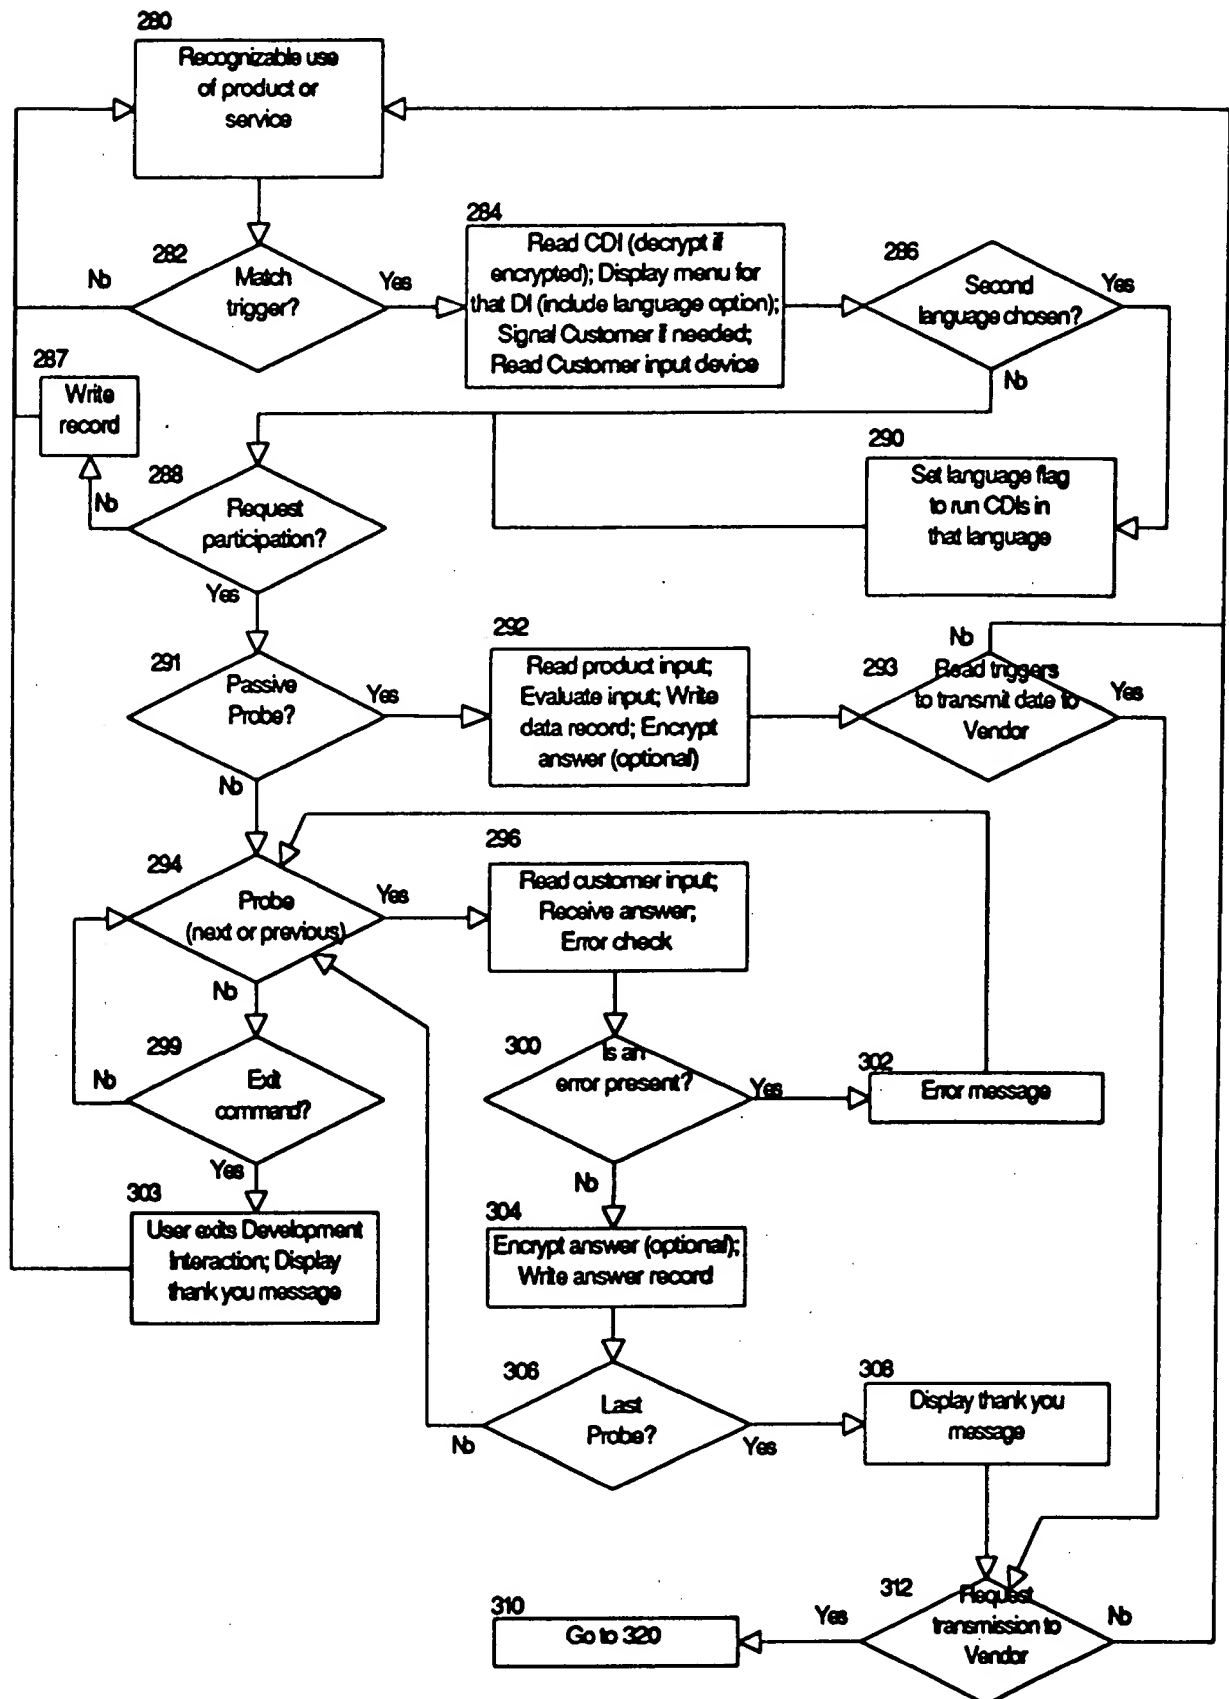 280
Recognizable use
of product or
service
282
Match
trigger?
No
Yes
284
Read CDI (decrypt if
encrypted); Display menu for
that DI (include language option);
Signal Customer if needed;
Read Customer input device
286
Second
language chosen?
Yes
No
287
Write
record
288
Request
participation?
No
Yes
290
Set language flag
to run CDIs in
that language
291
Passive
Probe?
Yes
No
292
Read product input;
Evaluate input; Write
data record; Encrypt
answer (optional)
293
No
Read triggers
to transmit date to
Vendor
Yes
294
Probe
(next or previous)
Yes
No
296
Read customer input;
Receive answer;
Error check
299
Exit
command?
No
Yes
300
Is an
error present?
Yes
No
302
Error message
303
User exits Development
Interaction; Display
thank you message
304
Encrypt answer (optional);
Write answer record
306
Last
Probe?
No
Yes
308
Display thank you
message
312
Request
transmission to
Vendor
Yes
No
310
Go to 320